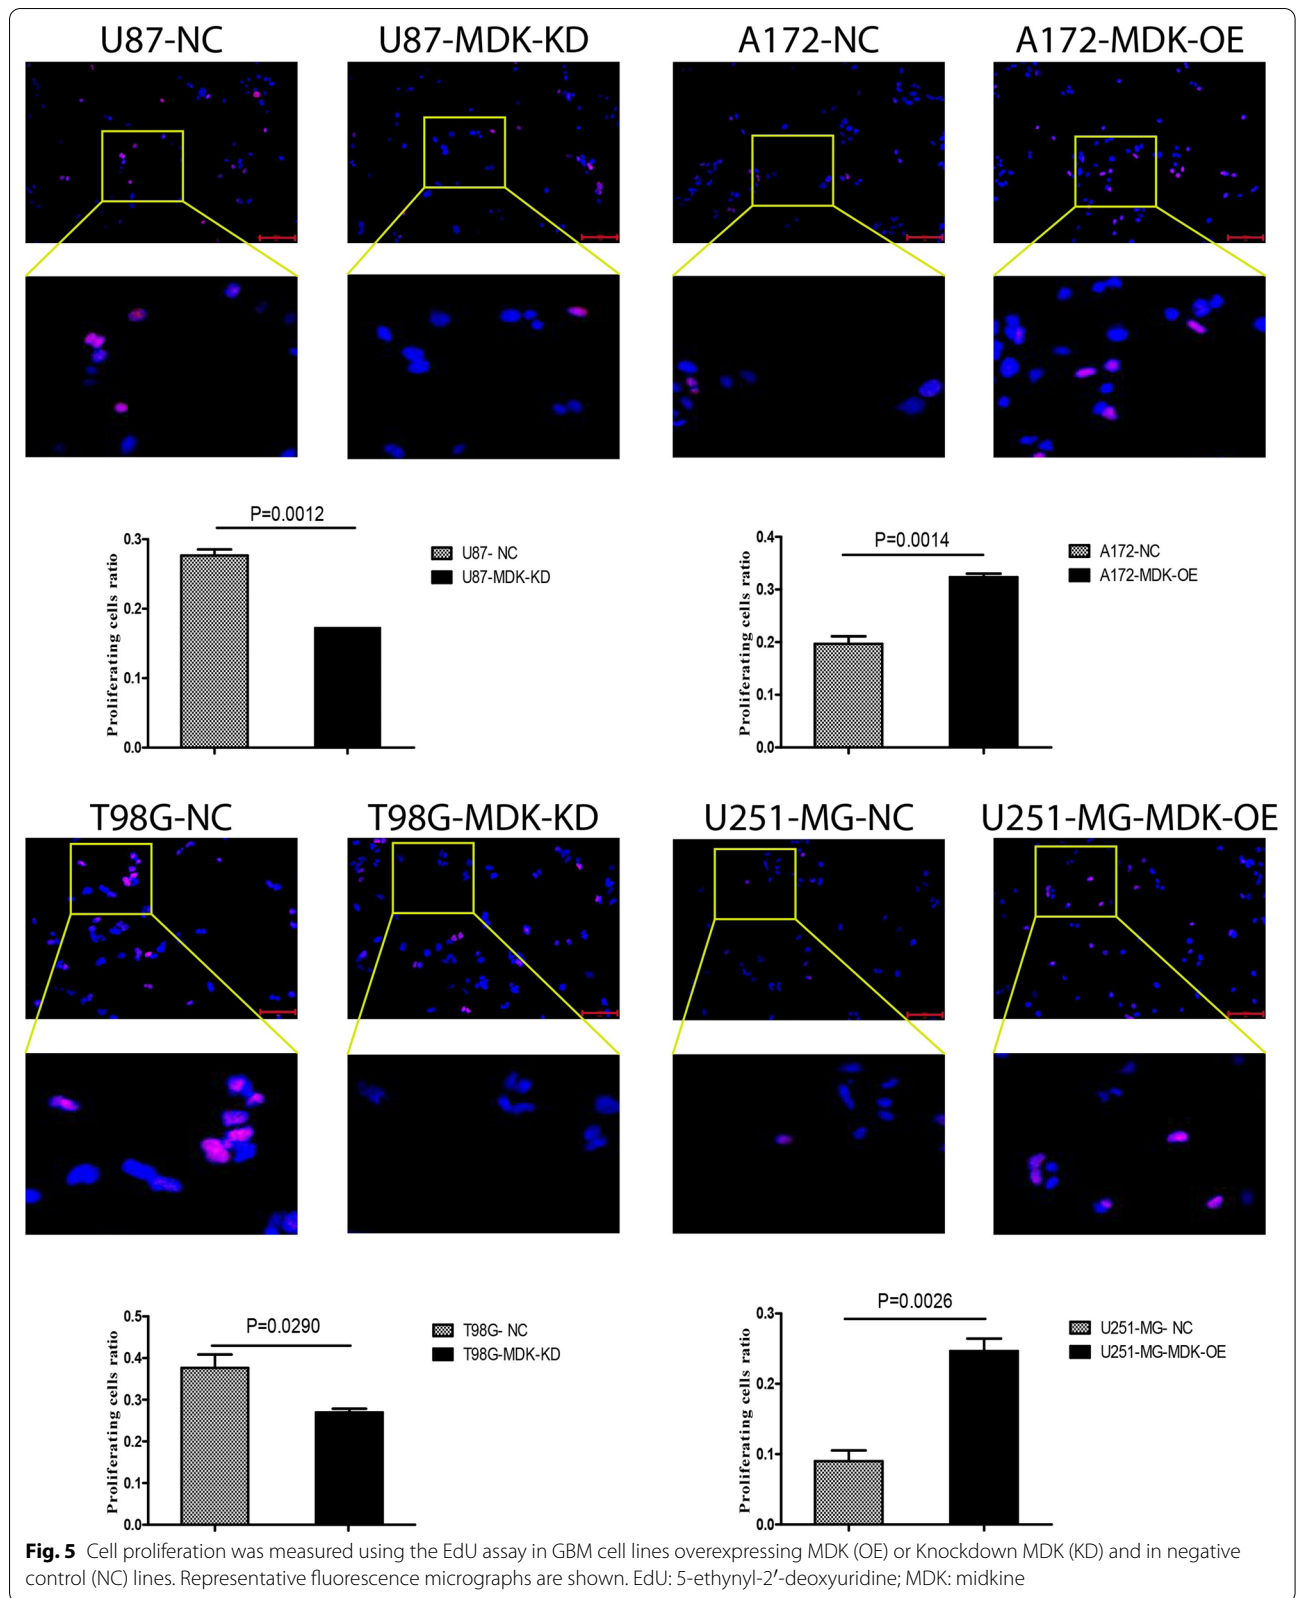 U87-NC U87-MDK-KD A172-NC A172-MDK-OE
P=0.0012
Proliferating cells ratio
0.3
0.2
0.1
0.0
U87- NC
U87-MDK-KD
P=0.0014
Proliferating cells ratio
0.4
0.3
0.2
0.1
0.0
A172-NC
A172-MDK-OE
T98G-NC T98G-MDK-KD U251-MG-NC U251-MG-MDK-OE
P=0.0290
Proliferating cells ratio
0.5
0.4
0.3
0.2
0.1
0.0
T98G- NC
T98G-MDK-KD
P=0.0026
Proliferating cells ratio
0.3
0.2
0.1
0.0
U251-MG- NC
U251-MG-MDK-OE
Fig. 5 Cell proliferation was measured using the EdU assay in GBM cell lines overexpressing MDK (OE) or Knockdown MDK (KD) and in negative
control (NC) lines. Representative fluorescence micrographs are shown. EdU: 5-ethynyl-2′-deoxyuridine; MDK: midkine